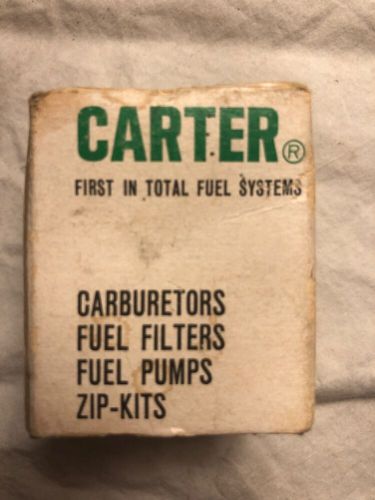 CARTER®
FIRST IN TOTAL FUEL SYSTEMS
CARBURETORS
FUEL FILTERS
FUEL PUMPS
ZIP-KITS